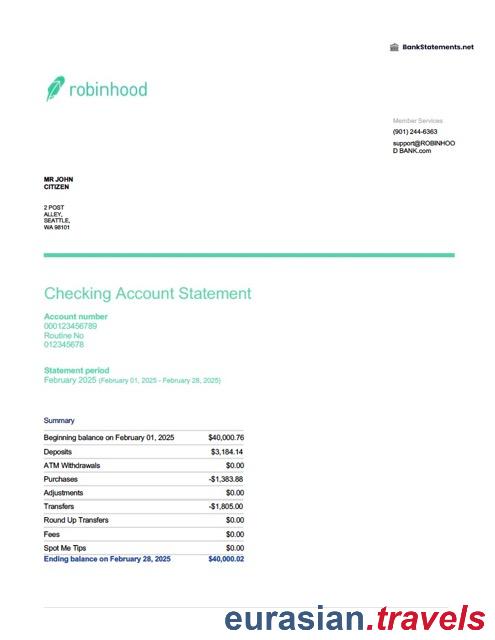 BankStatements.net
robinhood
Member Services
(901) 244-6363
support@ROBINHOO
D BANK.com
MR JOHN
CITIZEN
2 POST
ALLEY,
SEATTLE,
WA 98101
Checking Account Statement
Account number
000123456789
Routine No
012345678
Statement period
February 2025 (February 01, 2025 - February 28, 2025)
Summary
Beginning balance on February 01, 2025 $40,000.76
Deposits $3,184.14
ATM Withdrawals $0.00
Purchases -$1,383.88
Adjustments $0.00
Transfers -$1,805.00
Round Up Transfers $0.00
Fees $0.00
Spot Me Tips $0.00
Ending balance on February 28, 2025 $40,000.02
eurasian.travels